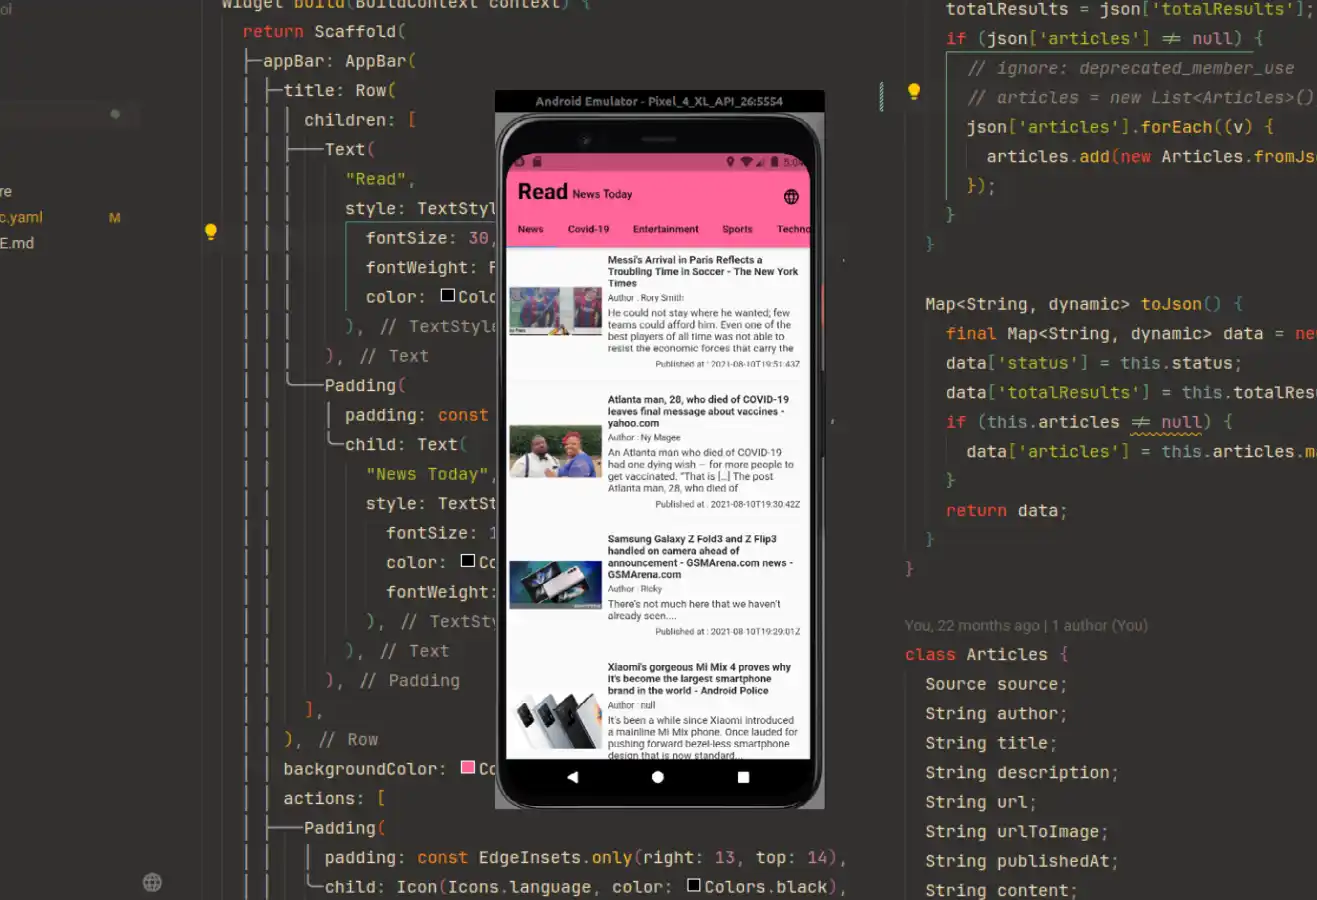 ol
re
c.yaml
M
E.md
Widget build(BuildContext context) {
return Scaffold(
appBar: AppBar(
title: Row(
children: [
Text(
"Read",
style: TextStyl
fontSize: 30,
fontWeight: F
color: Colo
), // TextStyle
), // Text
Padding(
padding: const
child: Text(
"News Today",
style: TextSt
fontSize: 1
color: Co
fontWeight:
), // TextSty
), // Text
), // Padding
],
), // Row
backgroundColor: Co
actions: [
Padding(
padding: const EdgeInsets.only(right: 13, top: 14),
child: Icon(Icons.language, color: Colors.black),
Android Emulator - Pixel_4_XL_API_26:5554
5:04
Read News Today
News Covid-19 Entertainment Sports Techno
Messi's Arrival in Paris Reflects a
Troubling Time in Soccer - The New York
Times
Author : Rory Smith
He could not stay where he wanted; few
teams could afford him. Even one of the
best players of all time was not able to
resist the economic forces that carry the
Published at : 2021-08-10T19:51:43Z
Atlanta man, 28, who died of COVID-19
leaves final message about vaccines -
yahoo.com
Author : Ny Magee
An Atlanta man who died of COVID-19
had one dying wish — for more people to
get vaccinated. "That is […] The post
Atlanta man, 28, who died of
Published at : 2021-08-10T19:30:42Z
Samsung Galaxy Z Fold3 and Z Flip3
handled on camera ahead of
announcement - GSMArena.com news -
GSMArena.com
Author : Ricky
There's not much here that we haven't
already seen....
Published at : 2021-08-10T19:29:01Z
Xiaomi's gorgeous Mi Mix 4 proves why
it's become the largest smartphone
brand in the world - Android Police
Author : null
It's been a while since Xiaomi introduced
a mainline Mi Mix phone. Once lauded for
pushing forward bezel-less smartphone
design that is now standard...
totalResults = json['totalResults'];
if (json['articles'] != null) {
// ignore: deprecated_member_use
// articles = new List<Articles>()
json['articles'].forEach((v) {
articles.add(new Articles.fromJs
});
}
}
Map<String, dynamic> toJson() {
final Map<String, dynamic> data = ne
data['status'] = this.status;
data['totalResults'] = this.totalResu
if (this.articles != null) {
data['articles'] = this.articles.ma
}
return data;
}
}
You, 22 months ago | 1 author (You)
class Articles {
Source source;
String author;
String title;
String description;
String url;
String urlToImage;
String publishedAt;
String content;